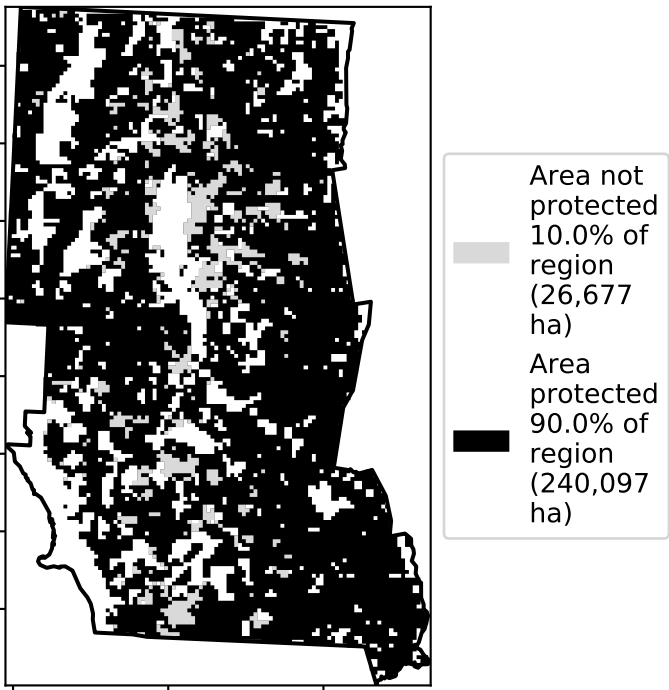 Area not
protected
10.0% of
region
(26,677
ha)
Area
protected
90.0% of
region
(240,097
ha)